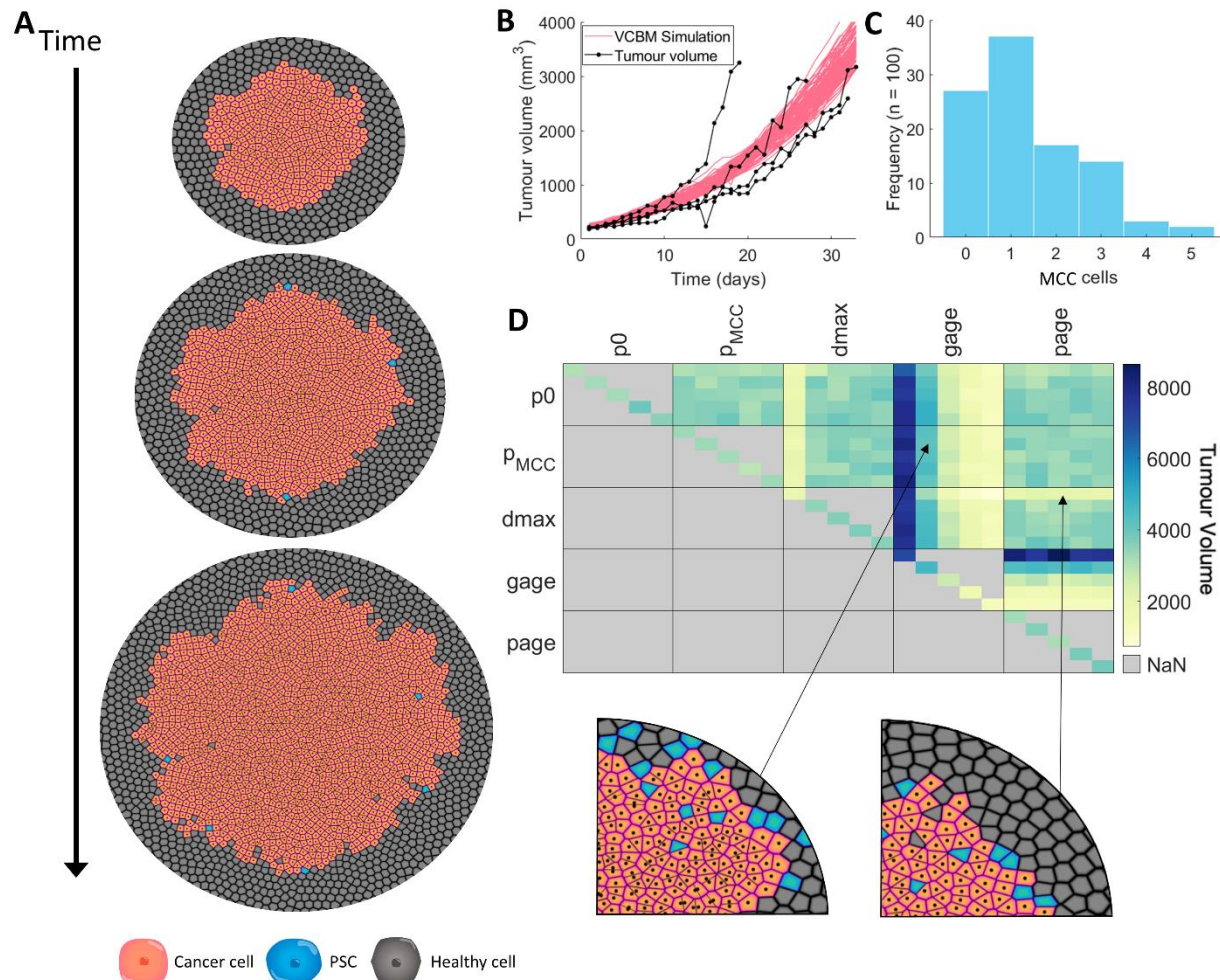 A
Time
Cancer cell
PSC
Healthy cell
B
4000
3000
2000
1000
0
Tumour volume (mm³)
VCBM Simulation
Tumour volume
0
10
20
30
Time (days)
C
40
30
20
10
0
Frequency (n = 100)
0
1
2
3
4
5
MCC cells
D
p0
pMCC
dmax
gage
page
p0
pMCC
dmax
gage
page
8000
6000
4000
2000
NaN
Tumour Volume